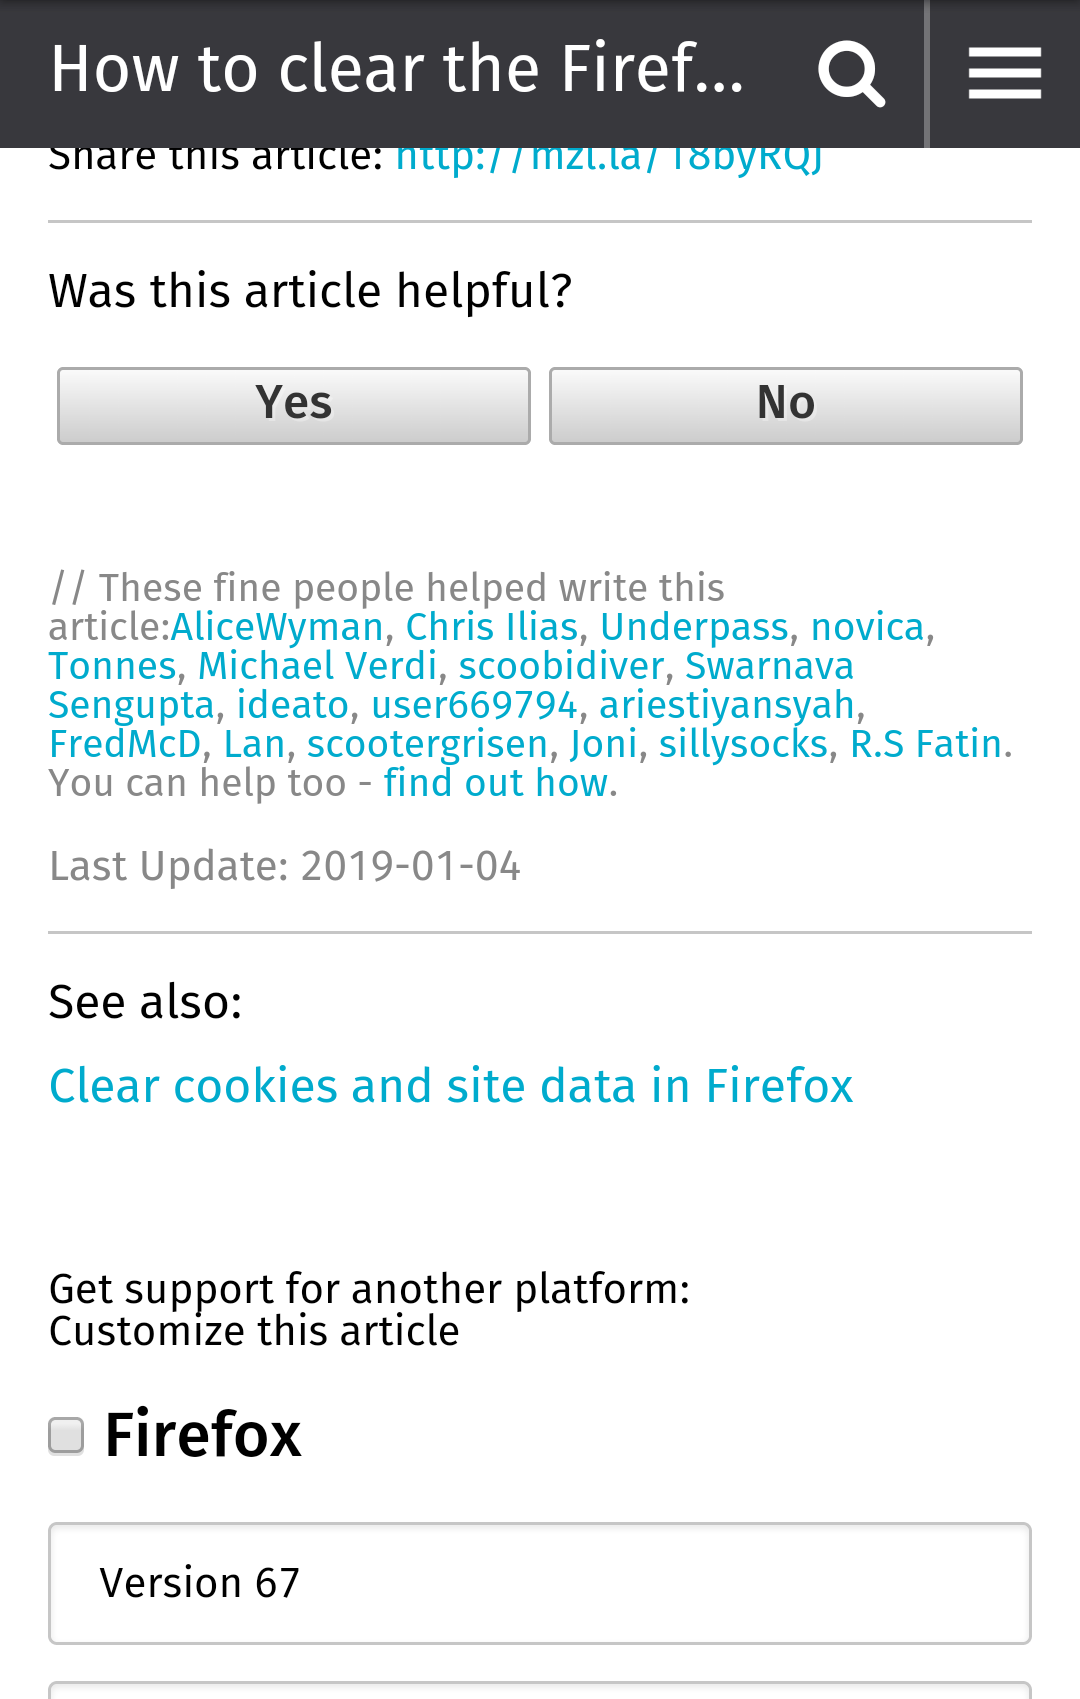 How to clear the Firef...
Share this article: http://mzl.la/18byRQJ
Was this article helpful?
Yes
No
// These fine people helped write this
article:AliceWyman, Chris Ilias, Underpass, novica,
Tonnes, Michael Verdi, scoobidiver, Swarnava
Sengupta, ideato, user669794, ariestiyansyah,
FredMcD, Lan, scootergrisen, Joni, sillysocks, R.S Fatin.
You can help too - find out how.
Last Update: 2019-01-04
See also:
Clear cookies and site data in Firefox
Get support for another platform:
Customize this article
Firefox
Version 67